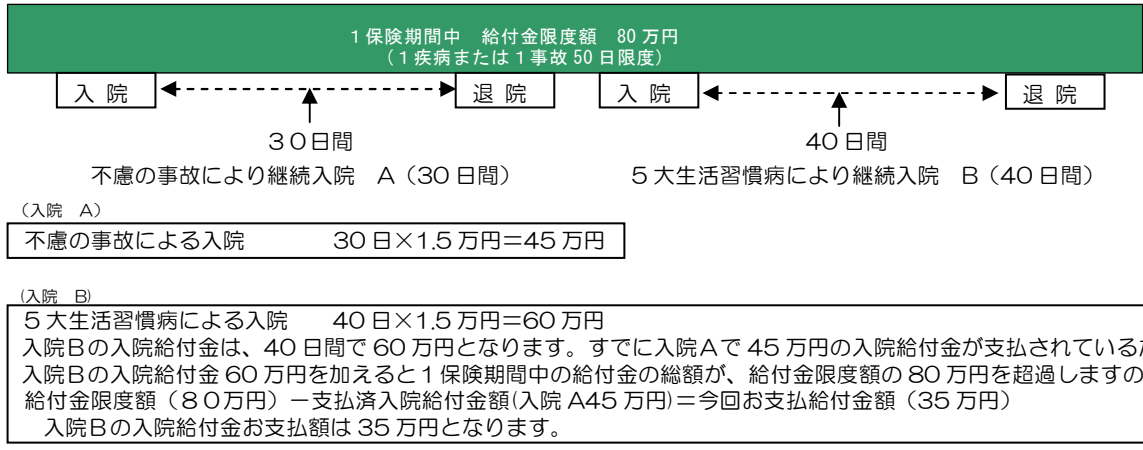 1保険期間中 給付金限度額 80万円
(1疾病または1事故50日限度)
入 院 退 院 入 院 退 院
30日間 40日間
不慮の事故により継続入院 A(30日間) 5大生活習慣病により継続入院 B(40日間)
(入院 A)
不慮の事故による入院 30日×1.5万円=45万円
(入院 B)
5大生活習慣病による入院 40日×1.5万円=60万円
入院Bの入院給付金は、40日間で60万円となります。すでに入院Aで45万円の入院給付金が支払されている
入院Bの入院給付金60万円を加えると1保険期間中の給付金の総額が、給付金限度額の80万円を超過しますの
給付金限度額(80万円)-支払済入院給付金額(入院A45万円)=今回お支払給付金額(35万円)
入院Bの入院給付金お支払額は35万円となります。